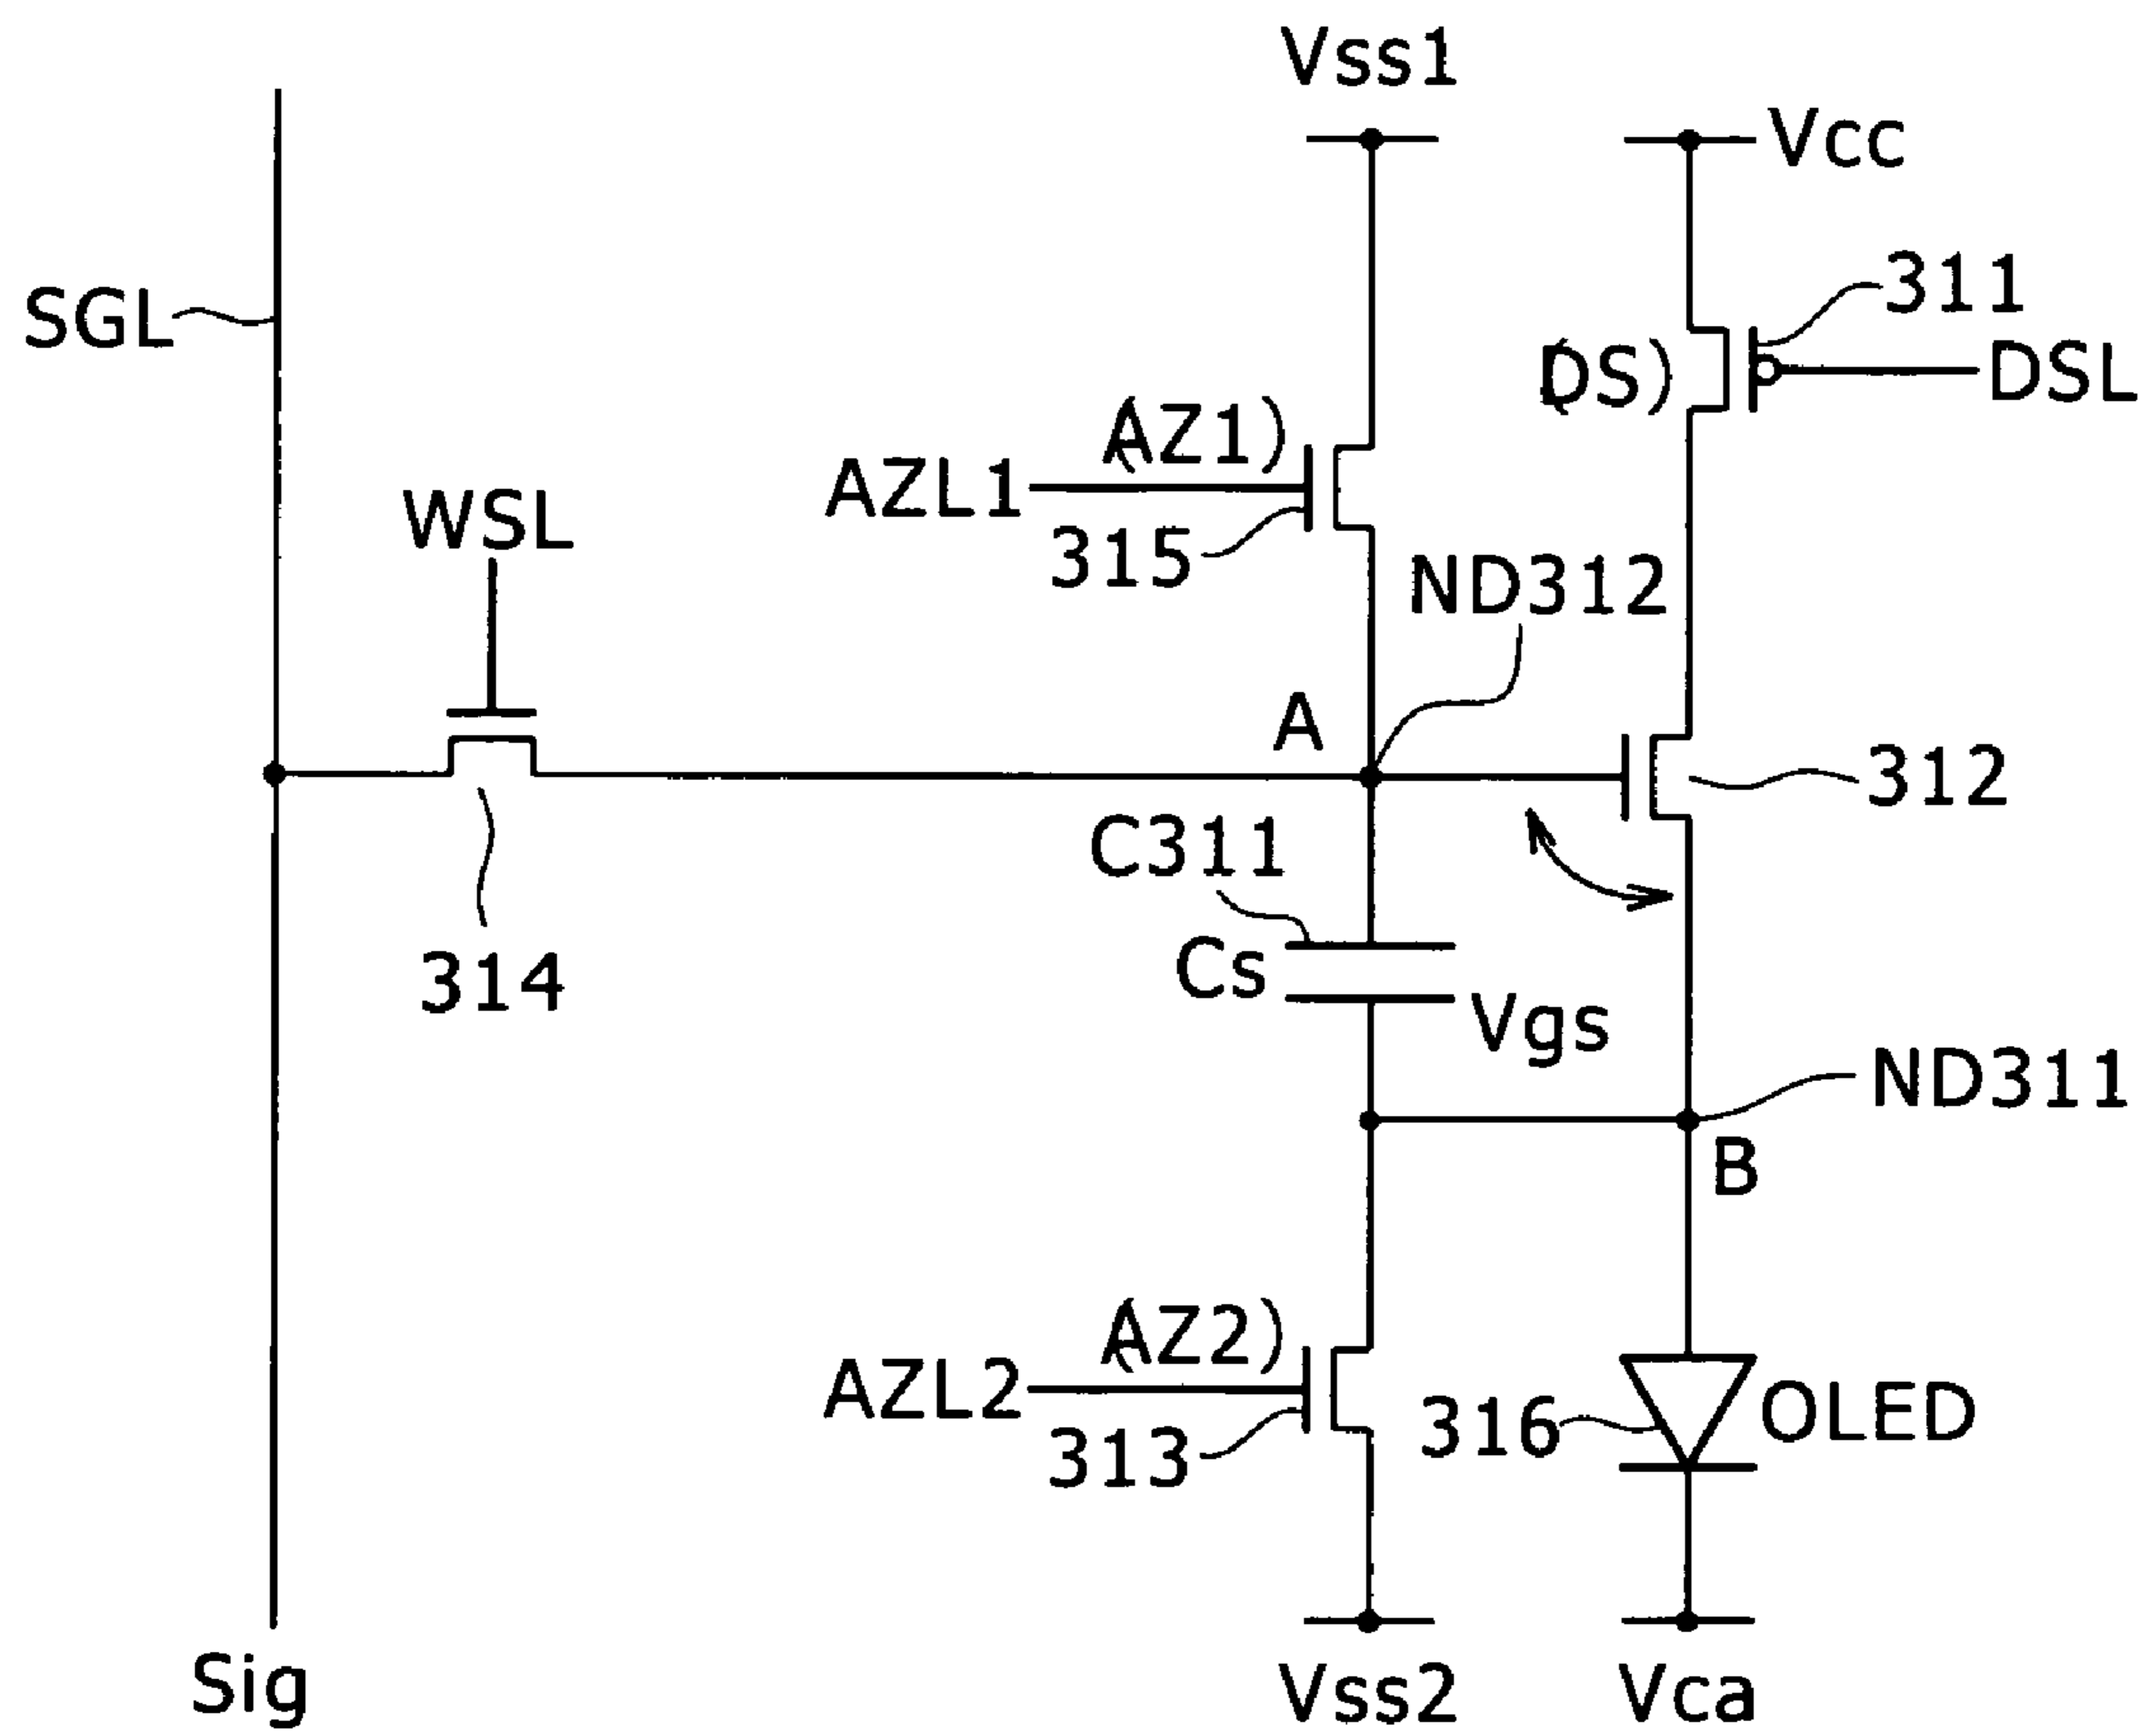 Vss1
Vcc
311
SGL
(DS)
DSL
(AZ1)
AZL1
WSL
315
ND312
A
312
C311
314
Cs
Vgs
ND311
B
(AZ2)
AZL2
316
OLED
313
Sig
Vss2
Vca